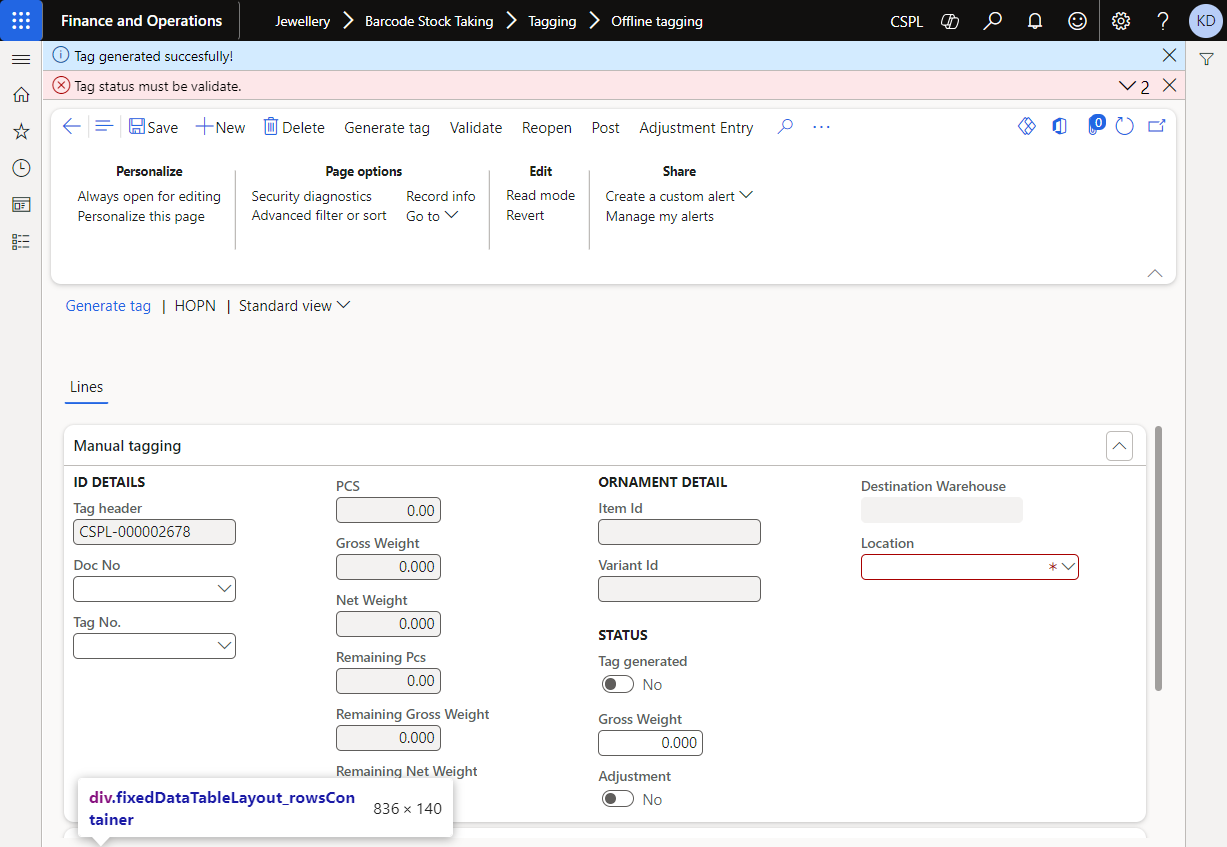 Finance and Operations
Jewellery
Barcode Stock Taking
Tagging
Offline tagging
CSPL
?
KD
Tag generated succesfully!
Tag status must be validate.
2
Save
New
Delete
Generate tag
Validate
Reopen
Post
Adjustment Entry
...
0
Personalize
Always open for editing
Personalize this page
Page options
Security diagnostics
Advanced filter or sort
Record info
Go to
Edit
Read mode
Revert
Share
Create a custom alert
Manage my alerts
Generate tag | HOPN | Standard view
Lines
Manual tagging
ID DETAILS
Tag header
CSPL-000002678
Doc No
Tag No.
PCS
0.00
Gross Weight
0.000
Net Weight
0.000
Remaining Pcs
0.00
Remaining Gross Weight
0.000
Remaining Net Weight
ORNAMENT DETAIL
Item Id
Variant Id
STATUS
Tag generated
No
Gross Weight
0.000
Adjustment
No
Destination Warehouse
Location
*
div.fixedDataTableLayout_rowsCon
tainer
836 × 140